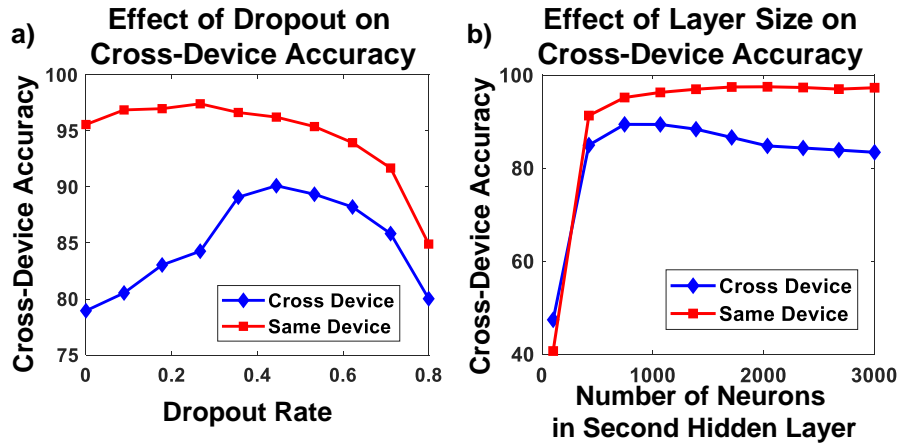 a)
Effect of Dropout on
Cross-Device Accuracy
Cross-Device Accuracy
100
95
90
85
80
75
0
0.2
0.4
0.6
0.8
Cross Device
Same Device
Dropout Rate
b)
Effect of Layer Size on
Cross-Device Accuracy
Cross-Device Accuracy
100
80
60
40
0
1000
2000
3000
Cross Device
Same Device
Number of Neurons
in Second Hidden Layer